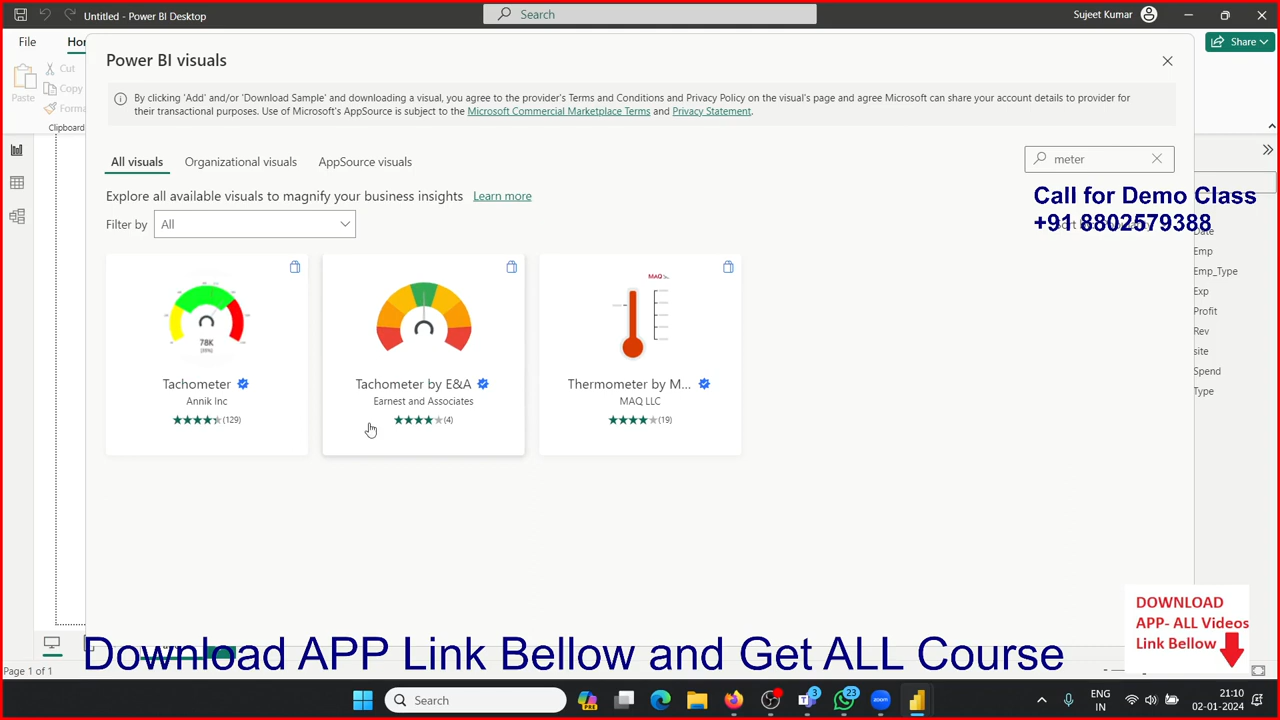 Untitled - Power BI Desktop
Search
Sujeet Kumar
File
Hom
Share
Paste
Cut
Copy
Forma
Clipboard
Power BI visuals
By clicking 'Add' and/or 'Download Sample' and downloading a visual, you agree to the provider's Terms and Conditions and Privacy Policy on the visual's page and agree Microsoft can share your account details to provider for
their transactional purposes. Use of Microsoft's AppSource is subject to the Microsoft Commercial Marketplace Terms and Privacy Statement.
All visuals
Organizational visuals
AppSource visuals
meter
Explore all available visuals to magnify your business insights Learn more
Call for Demo Class
+91 8802579388
Filter by
All
Date
Emp
Emp_Type
Exp
Profit
Rev
site
Spend
Type
78K
MAQ
Tachometer
Annik Inc
(129)
Tachometer by E&A
Earnest and Associates
(4)
Thermometer by M...
MAQ LLC
(19)
DOWNLOAD
APP- ALL Videos
Link Bellow
Download APP Link Bellow and Get ALL Course
Page 1 of 1
Search
PRE
3
23
zoom
ENG
IN
21:10
02-01-2024